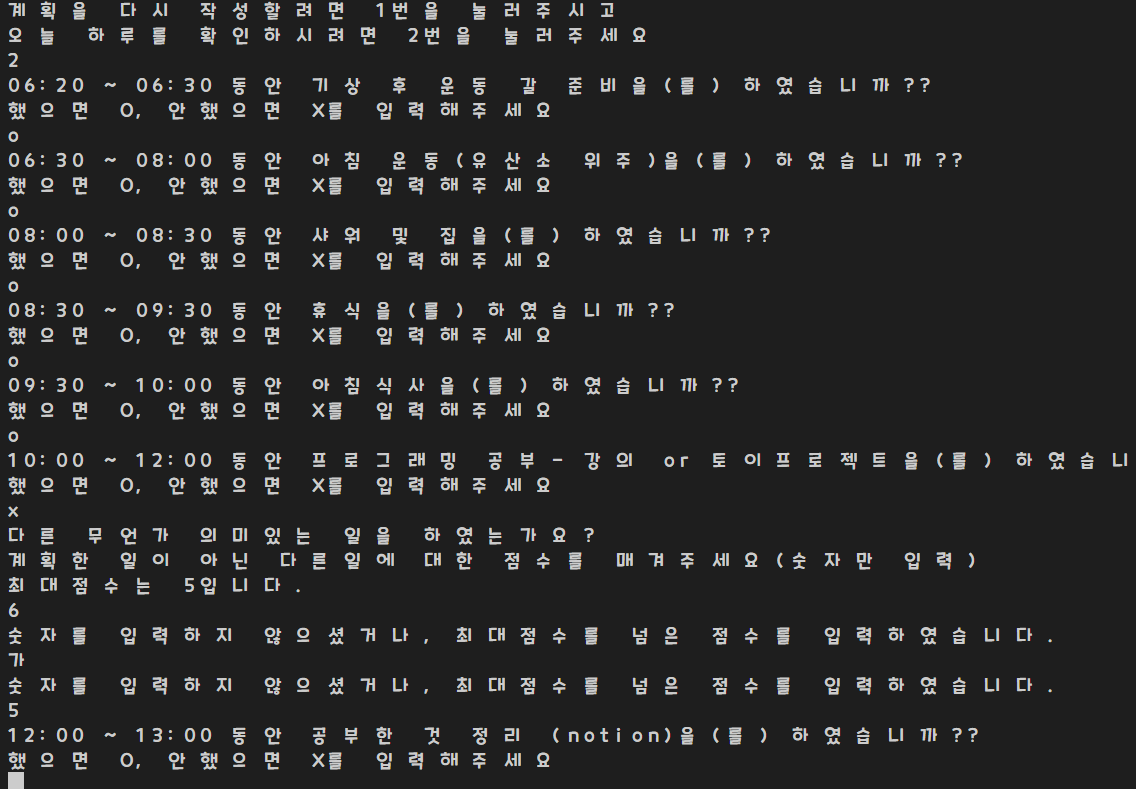 계획을 다시 작성할려면 1번을 눌러주시고
오늘 하루를 확인하시려면 2번을 눌러주세요
2
06:20 ~ 06:30 동안 기상 후 운동 갈 준비을(를) 하였습니까??
했으면 O, 안했으면 X를 입력해주세요
o
06:30 ~ 08:00 동안 아침 운동(유산소 위주)을(를) 하였습니까??
했으면 O, 안했으면 X를 입력해주세요
o
08:00 ~ 08:30 동안 샤워 및 집을(를) 하였습니까??
했으면 O, 안했으면 X를 입력해주세요
o
08:30 ~ 09:30 동안 휴식을(를) 하였습니까??
했으면 O, 안했으면 X를 입력해주세요
o
09:30 ~ 10:00 동안 아침식사을(를) 하였습니까??
했으면 O, 안했으면 X를 입력해주세요
o
10:00 ~ 12:00 동안 프로그래밍 공부- 강의 or 토이프로젝트을(를) 하였습니
했으면 O, 안했으면 X를 입력해주세요
x
다른 무언가 의미있는 일을 하였는가요?
계획한 일이 아닌 다른일에 대한 점수를 매겨주세요(숫자만 입력)
최대점수는 5입니다.
6
숫자를 입력하지 않으셨거나, 최대점수를 넘은 점수를 입력하였습니다.
가
숫자를 입력하지 않으셨거나, 최대점수를 넘은 점수를 입력하였습니다.
5
12:00 ~ 13:00 동안 공부한 것 정리 (notion)을(를) 하였습니까??
했으면 O, 안했으면 X를 입력해주세요